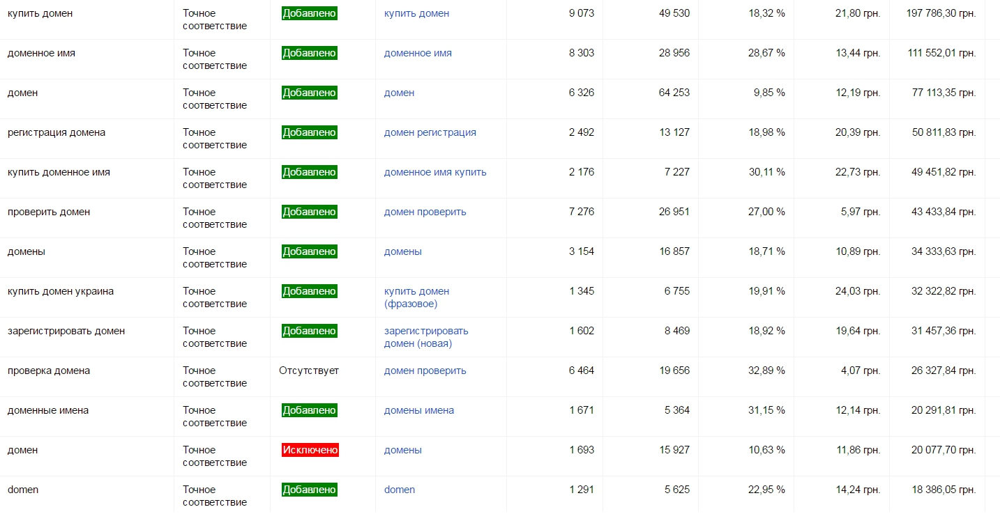 купить домен Точное соответствие Добавлено купить домен 9 073 49 530 18,32 % 21,80 грн. 197 786,30 грн.
доменное имя Точное соответствие Добавлено доменное имя 8 303 28 956 28,67 % 13,44 грн. 111 552,01 грн.
домен Точное соответствие Добавлено домен 6 326 64 253 9,85 % 12,19 грн. 77 113,35 грн.
регистрация домена Точное соответствие Добавлено домен регистрация 2 492 13 127 18,98 % 20,39 грн. 50 811,83 грн.
купить доменное имя Точное соответствие Добавлено доменное имя купить 2 176 7 227 30,11 % 22,73 грн. 49 451,82 грн.
проверить домен Точное соответствие Добавлено домен проверить 7 276 26 951 27,00 % 5,97 грн. 43 433,84 грн.
домены Точное соответствие Добавлено домены 3 154 16 857 18,71 % 10,89 грн. 34 333,63 грн.
купить домен украина Точное соответствие Добавлено купить домен (фразовое) 1 345 6 755 19,91 % 24,03 грн. 32 322,82 грн.
зарегистрировать домен Точное соответствие Добавлено зарегистрировать домен (новая) 1 602 8 469 18,92 % 19,64 грн. 31 457,36 грн.
проверка домена Точное соответствие Отсутствует домен проверить 6 464 19 656 32,89 % 4,07 грн. 26 327,84 грн.
доменные имена Точное соответствие Добавлено домены имена 1 671 5 364 31,15 % 12,14 грн. 20 291,81 грн.
домен Точное соответствие Исключено домены 1 693 15 927 10,63 % 11,86 грн. 20 077,70 грн.
domen Точное соответствие Добавлено domen 1 291 5 625 22,95 % 14,24 грн. 18 386,05 грн.